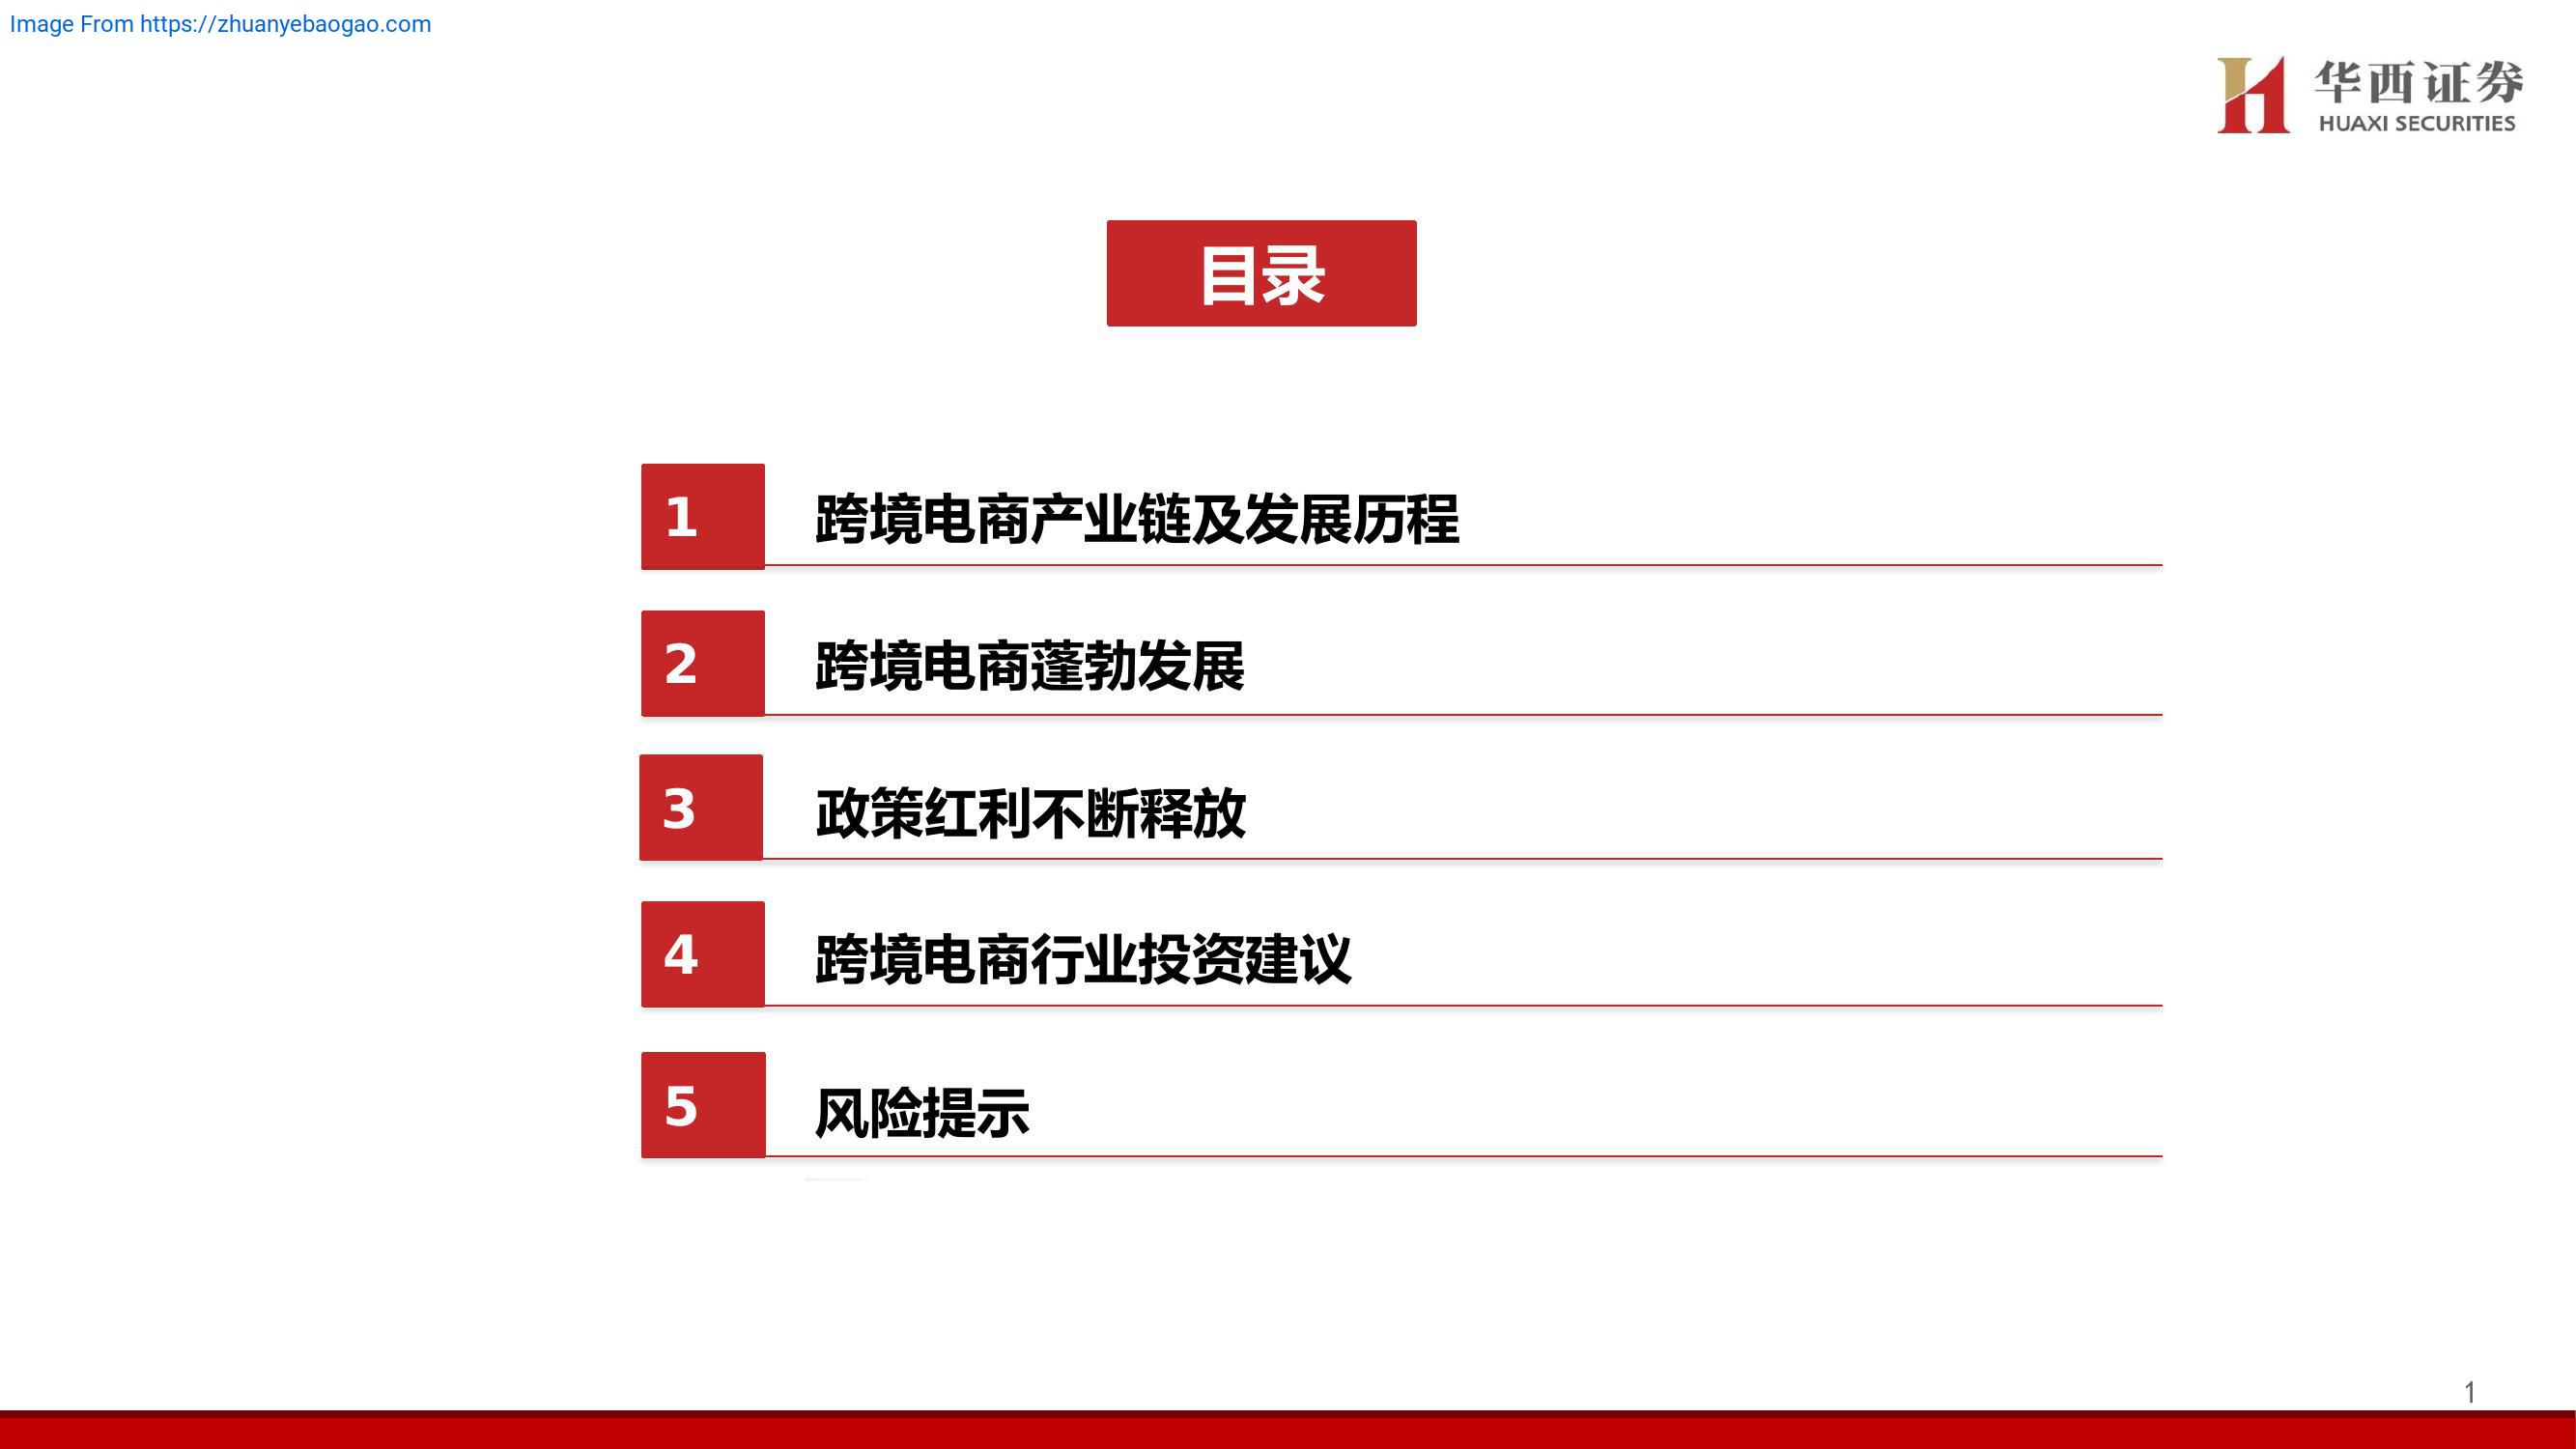 Image From https://zhuanyebaogao.com
华西证券
HUAXI SECURITIES
目录
1 跨境电商产业链及发展历程
2 跨境电商蓬勃发展
3 政策红利不断释放
4 跨境电商行业投资建议
5 风险提示
1